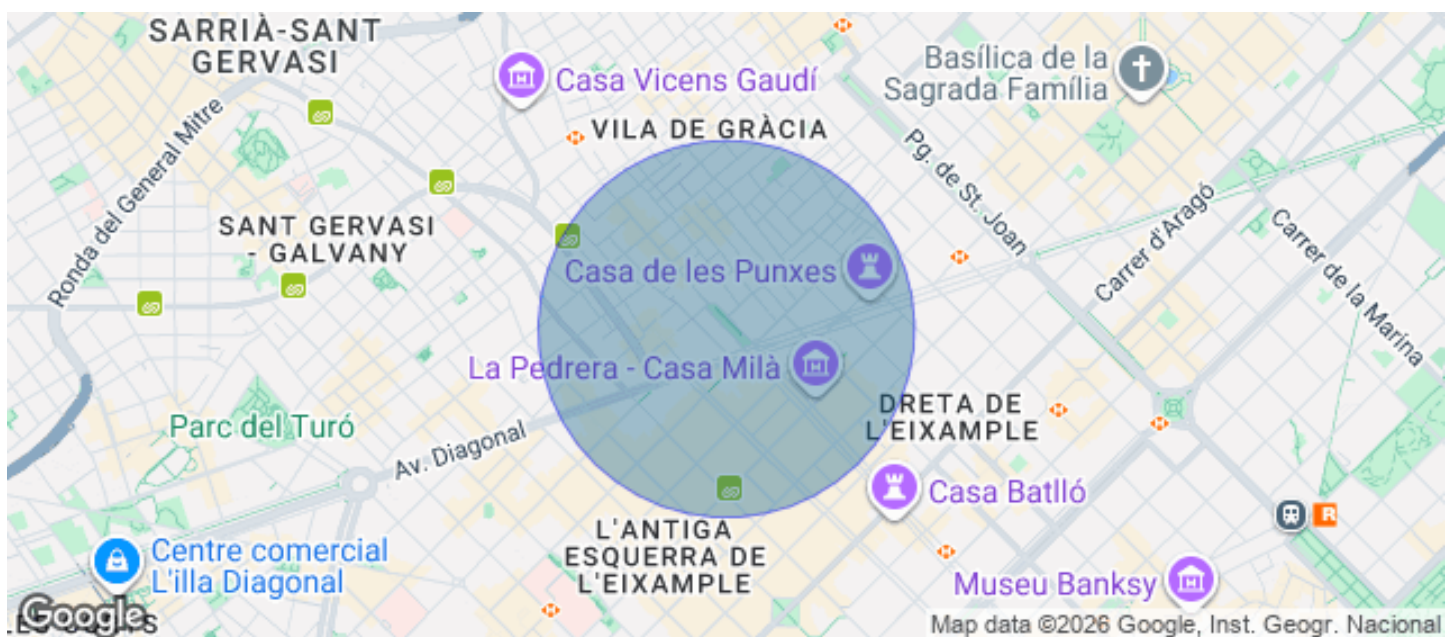 SARRIÀ-SANT
GERVASI
Casa Vicens Gaudí
Basílica de la
Sagrada Família
VILA DE GRÀCIA
Ronda del General Mitre
Pg. de St. Joan
SANT GERVASI
- GALVANY
Carrer d'Aragó
Carrer de la Marina
Casa de les Punxes
La Pedrera - Casa Milà
DRETA DE
L'EIXAMPLE
Parc del Turó
Av. Diagonal
Casa Batlló
L'ANTIGA
ESQUERRA DE
L'EIXAMPLE
R
Centre comercial
L'illa Diagonal
Museu Banksy
Google
Map data ©2026 Google, Inst. Geogr. Nacional